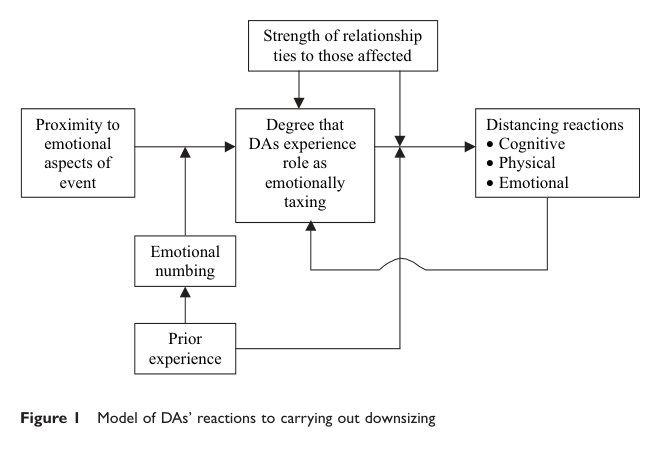 Strength of relationship
ties to those affected
Proximity to
emotional
aspects of
event
Degree that
DAs experience
role as
emotionally
taxing
Distancing reactions
• Cognitive
• Physical
• Emotional
Emotional
numbing
Prior
experience
Figure 1 Model of DAs’ reactions to carrying out downsizing